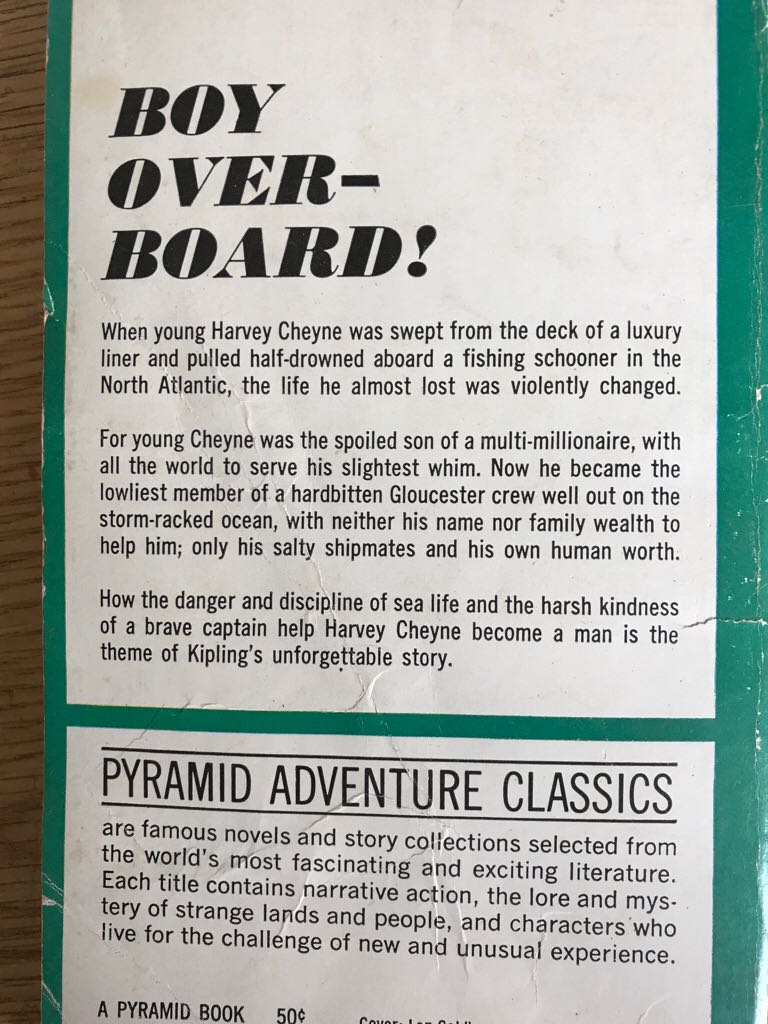 BOY
OVER-
BOARD!
When young Harvey Cheyne was swept from the deck of a luxury
liner and pulled half-drowned aboard a fishing schooner in the
North Atlantic, the life he almost lost was violently changed.
For young Cheyne was the spoiled son of a multi-millionaire, with
all the world to serve his slightest whim. Now he became the
lowliest member of a hardbitten Gloucester crew well out on the
storm-racked ocean, with neither his name nor family wealth to
help him; only his salty shipmates and his own human worth.
How the danger and discipline of sea life and the harsh kindness
of a brave captain help Harvey Cheyne become a man is the
theme of Kipling's unforgettable story.
PYRAMID ADVENTURE CLASSICS
are famous novels and story collections selected from
the world's most fascinating and exciting literature.
Each title contains narrative action, the lore and mys-
tery of strange lands and people, and characters who
live for the challenge of new and unusual experience.
A PYRAMID BOOK 50¢ Cover: